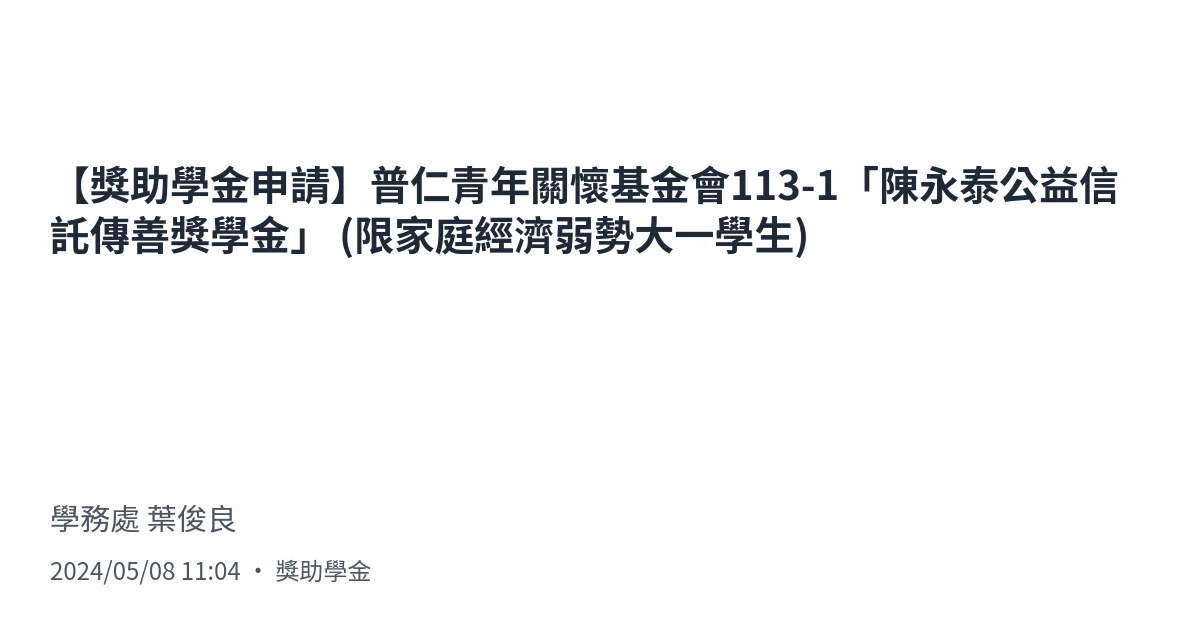 【獎助學金申請】普仁青年關懷基金會113-1「陳永泰公益信
託傳善獎學金」 (限家庭經濟弱勢大一學生)
學務處 葉俊良
2024/05/08 11:04 ・ 獎助學金